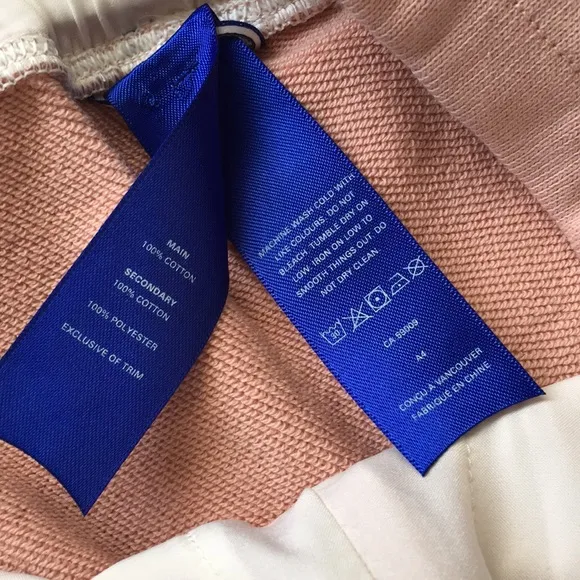 MAIN
100% COTTON
SECONDARY
100% COTTON
100% POLYESTER
EXCLUSIVE OF TRIM
MACHINE WASH COLD WITH
LIKE COLOURS. DO NOT
BLEACH. TUMBLE DRY ON
LOW. IRON ON LOW TO
SMOOTH THINGS OUT. DO
NOT DRY CLEAN.
30
CA 59009
A4
CONÇU A VANCOUVER
FABRIQUÉ EN CHINE